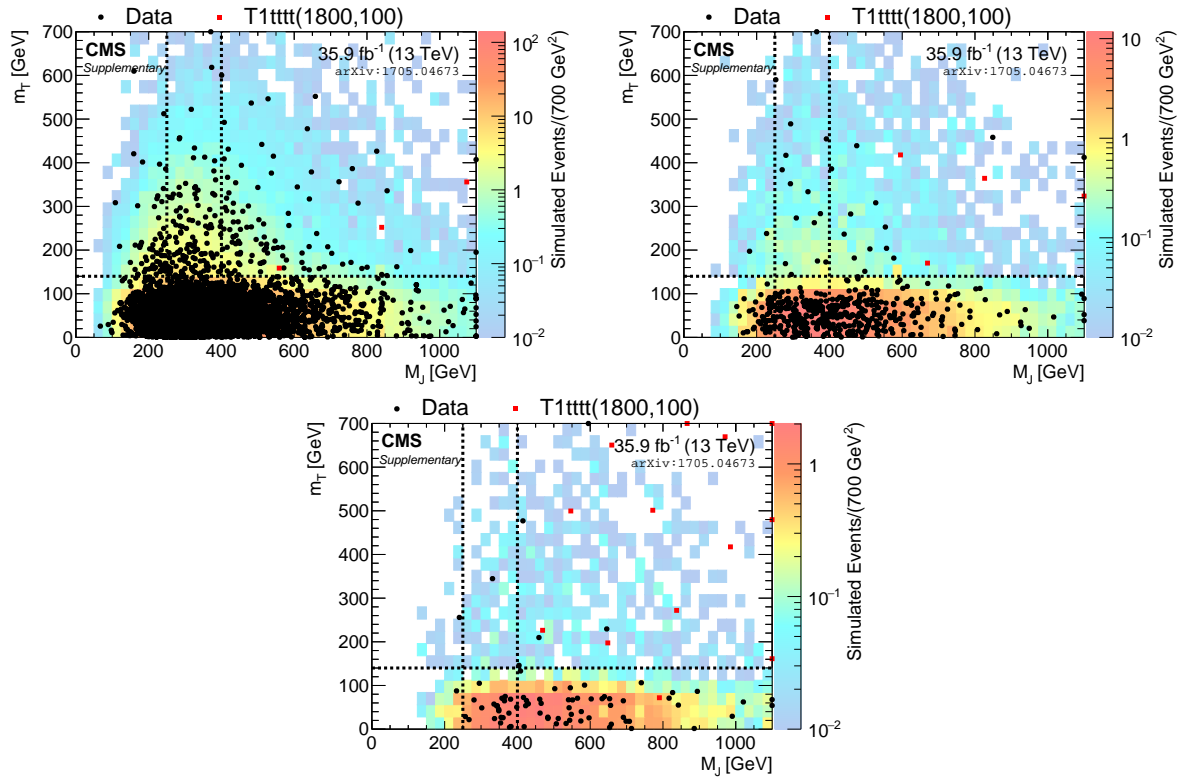 Data T1tttt(1800,100)
CMS
Supplementary
35.9 fb⁻¹ (13 TeV)
arXiv:1705.04673
m_T [GeV]
700
600
500
400
300
200
100
0
0 200 400 600 800 1000
M_J [GeV]
10²
10
1
10⁻¹
10⁻²
Simulated Events/(700 GeV²)
Data T1tttt(1800,100)
CMS
Supplementary
35.9 fb⁻¹ (13 TeV)
arXiv:1705.04673
m_T [GeV]
700
600
500
400
300
200
100
0
0 200 400 600 800 1000
M_J [GeV]
10
1
10⁻¹
10⁻²
Simulated Events/(700 GeV²)
Data T1tttt(1800,100)
CMS
Supplementary
35.9 fb⁻¹ (13 TeV)
arXiv:1705.04673
m_T [GeV]
700
600
500
400
300
200
100
0
0 200 400 600 800 1000
M_J [GeV]
1
10⁻¹
10⁻²
Simulated Events/(700 GeV²)